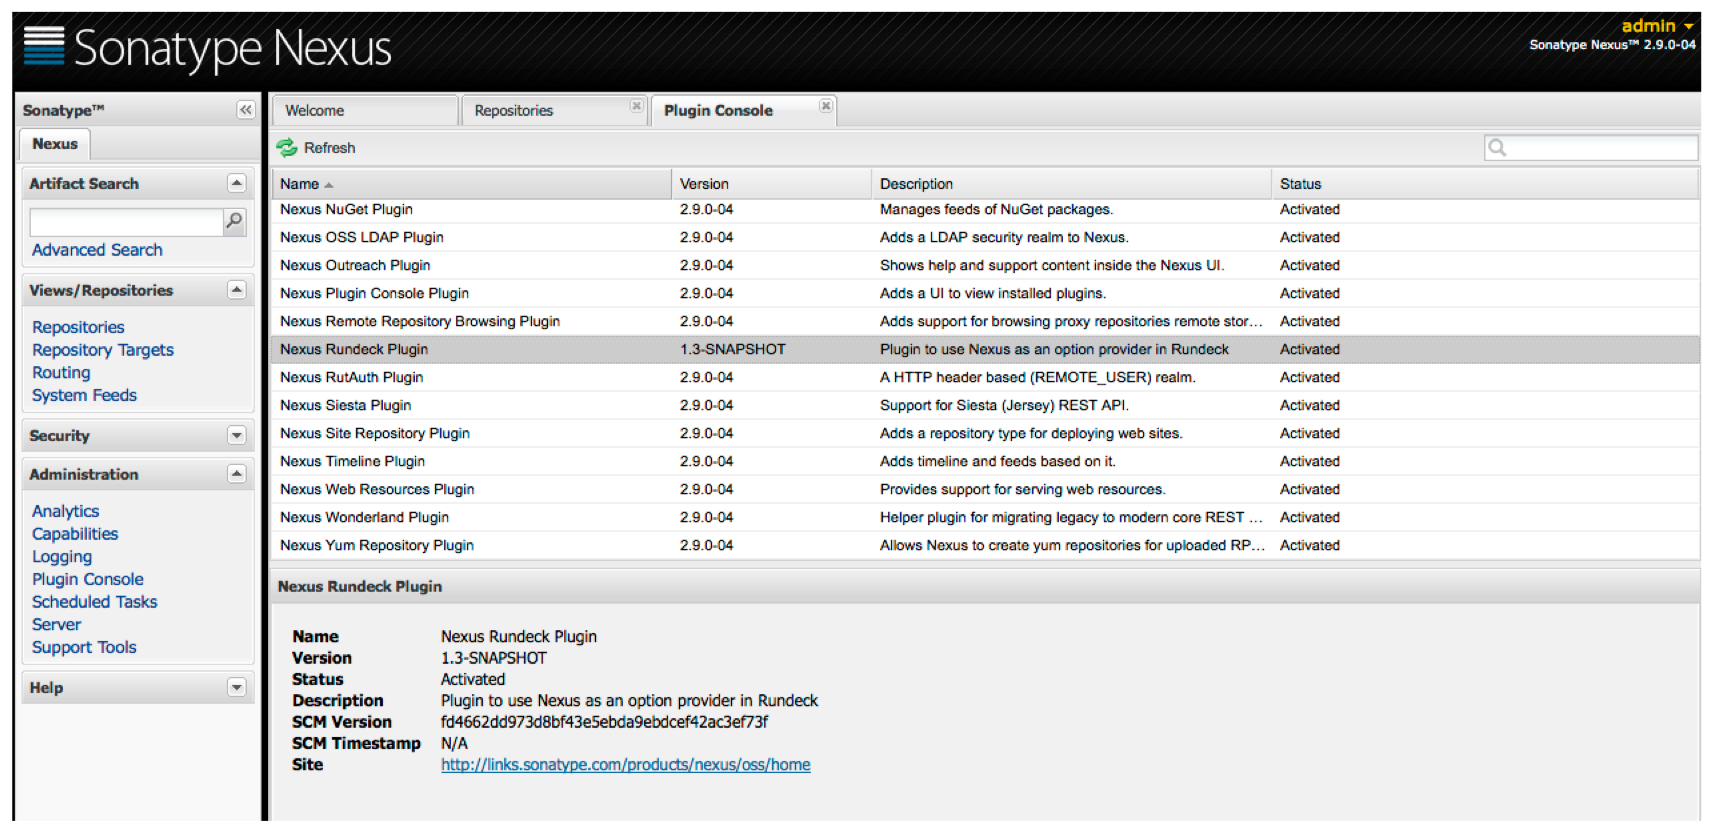 Sonatype Nexus
admin
Sonatype Nexus™ 2.9.0-04
Sonatype™
Nexus
Artifact Search
Advanced Search
Views/Repositories
Repositories
Repository Targets
Routing
System Feeds
Security
Administration
Analytics
Capabilities
Logging
Plugin Console
Scheduled Tasks
Server
Support Tools
Help
Welcome Repositories Plugin Console
Refresh
Name Version Description Status
Nexus NuGet Plugin 2.9.0-04 Manages feeds of NuGet packages. Activated
Nexus OSS LDAP Plugin 2.9.0-04 Adds a LDAP security realm to Nexus. Activated
Nexus Outreach Plugin 2.9.0-04 Shows help and support content inside the Nexus UI. Activated
Nexus Plugin Console Plugin 2.9.0-04 Adds a UI to view installed plugins. Activated
Nexus Remote Repository Browsing Plugin 2.9.0-04 Adds support for browsing proxy repositories remote stor... Activated
Nexus Rundeck Plugin 1.3-SNAPSHOT Plugin to use Nexus as an option provider in Rundeck Activated
Nexus RutAuth Plugin 2.9.0-04 A HTTP header based (REMOTE_USER) realm. Activated
Nexus Siesta Plugin 2.9.0-04 Support for Siesta (Jersey) REST API. Activated
Nexus Site Repository Plugin 2.9.0-04 Adds a repository type for deploying web sites. Activated
Nexus Timeline Plugin 2.9.0-04 Adds timeline and feeds based on it. Activated
Nexus Web Resources Plugin 2.9.0-04 Provides support for serving web resources. Activated
Nexus Wonderland Plugin 2.9.0-04 Helper plugin for migrating legacy to modern core REST ... Activated
Nexus Yum Repository Plugin 2.9.0-04 Allows Nexus to create yum repositories for uploaded RP... Activated
Nexus Rundeck Plugin
Name Nexus Rundeck Plugin
Version 1.3-SNAPSHOT
Status Activated
Description Plugin to use Nexus as an option provider in Rundeck
SCM Version fd4662dd973d8bf43e5ebda9ebdcef42ac3ef73f
SCM Timestamp N/A
Site http://links.sonatype.com/products/nexus/oss/home